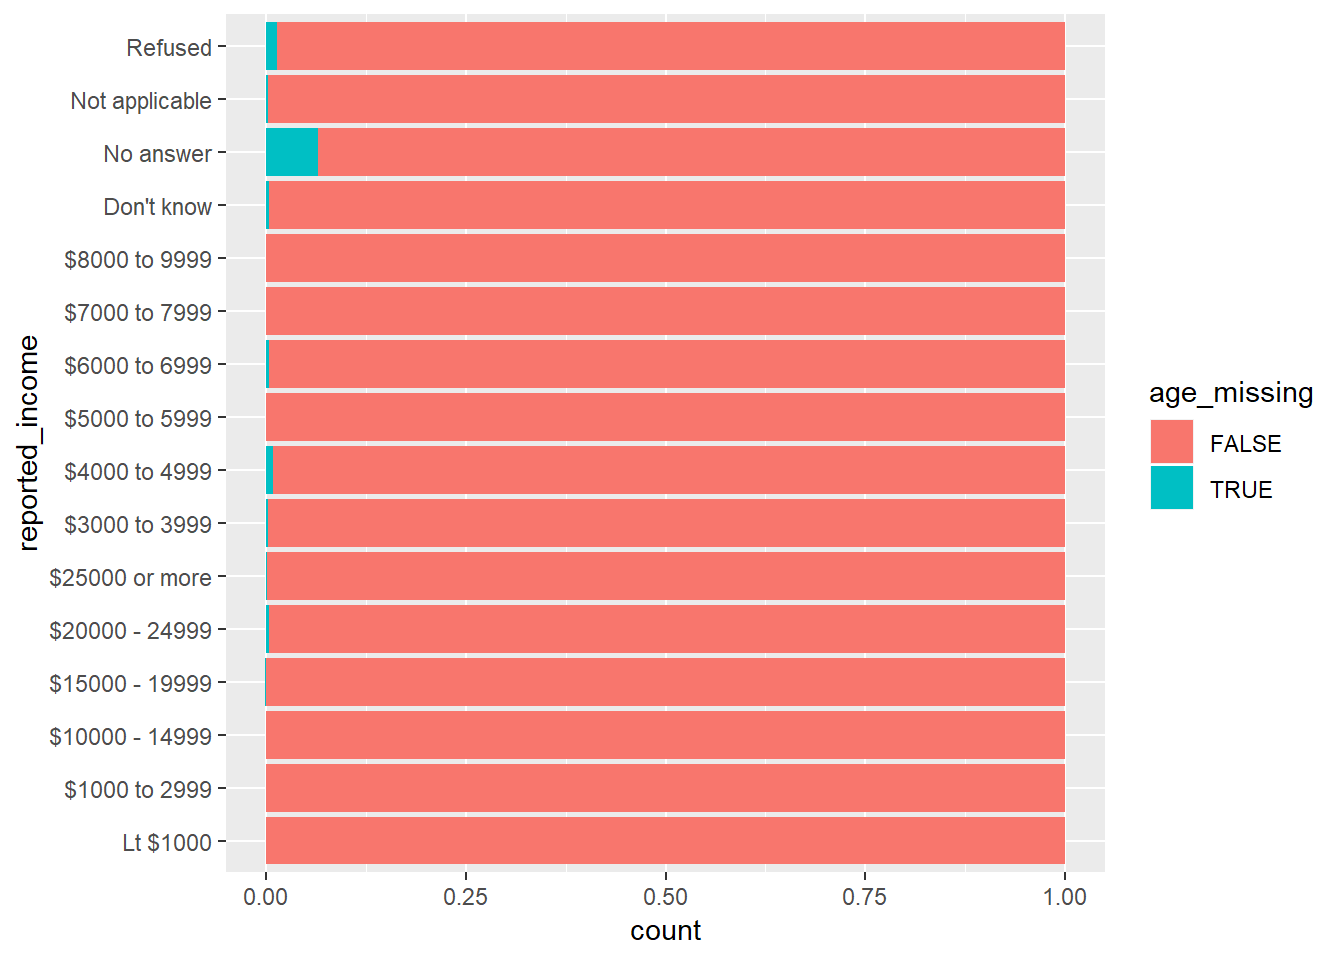 Refused
Not applicable
No answer
Don't know
$8000 to 9999
$7000 to 7999
$6000 to 6999
$5000 to 5999
$4000 to 4999
$3000 to 3999
$25000 or more
$20000 - 24999
$15000 - 19999
$10000 - 14999
$1000 to 2999
Lt $1000
reported_income
0.00 0.25 0.50 0.75 1.00
count
age_missing
FALSE
TRUE